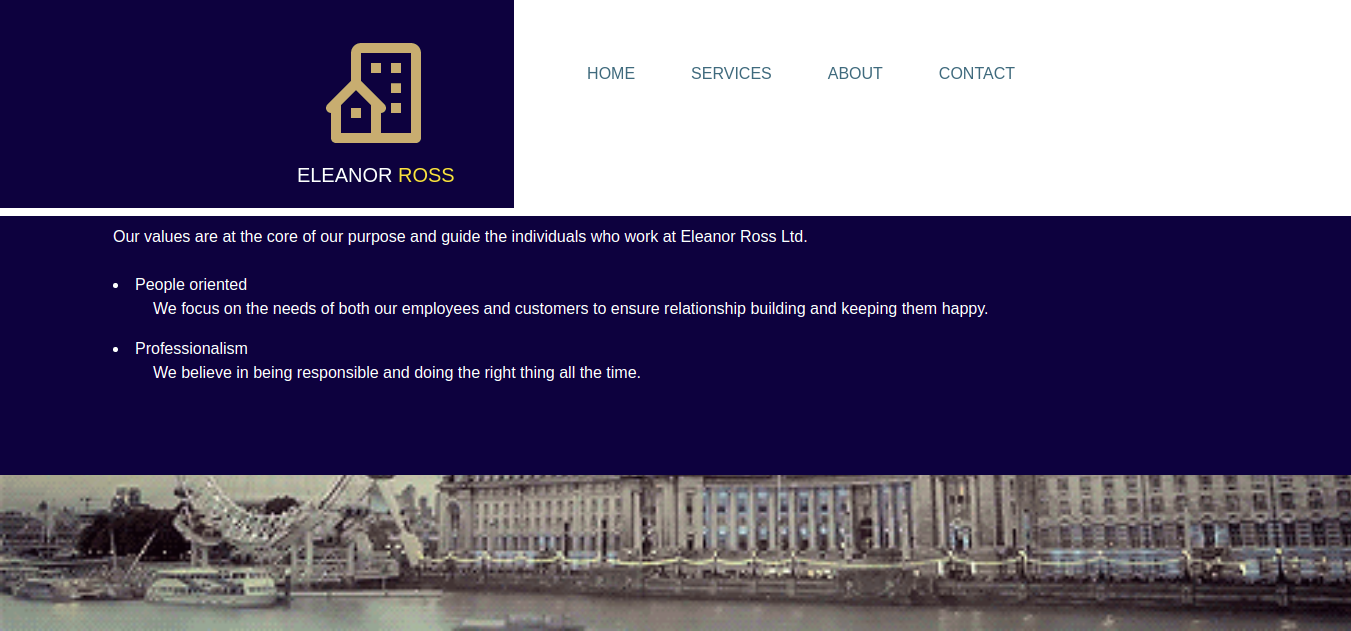 ELEANOR ROSS
HOME SERVICES ABOUT CONTACT
Our values are at the core of our purpose and guide the individuals who work at Eleanor Ross Ltd.
People oriented
We focus on the needs of both our employees and customers to ensure relationship building and keeping them happy.
Professionalism
We believe in being responsible and doing the right thing all the time.